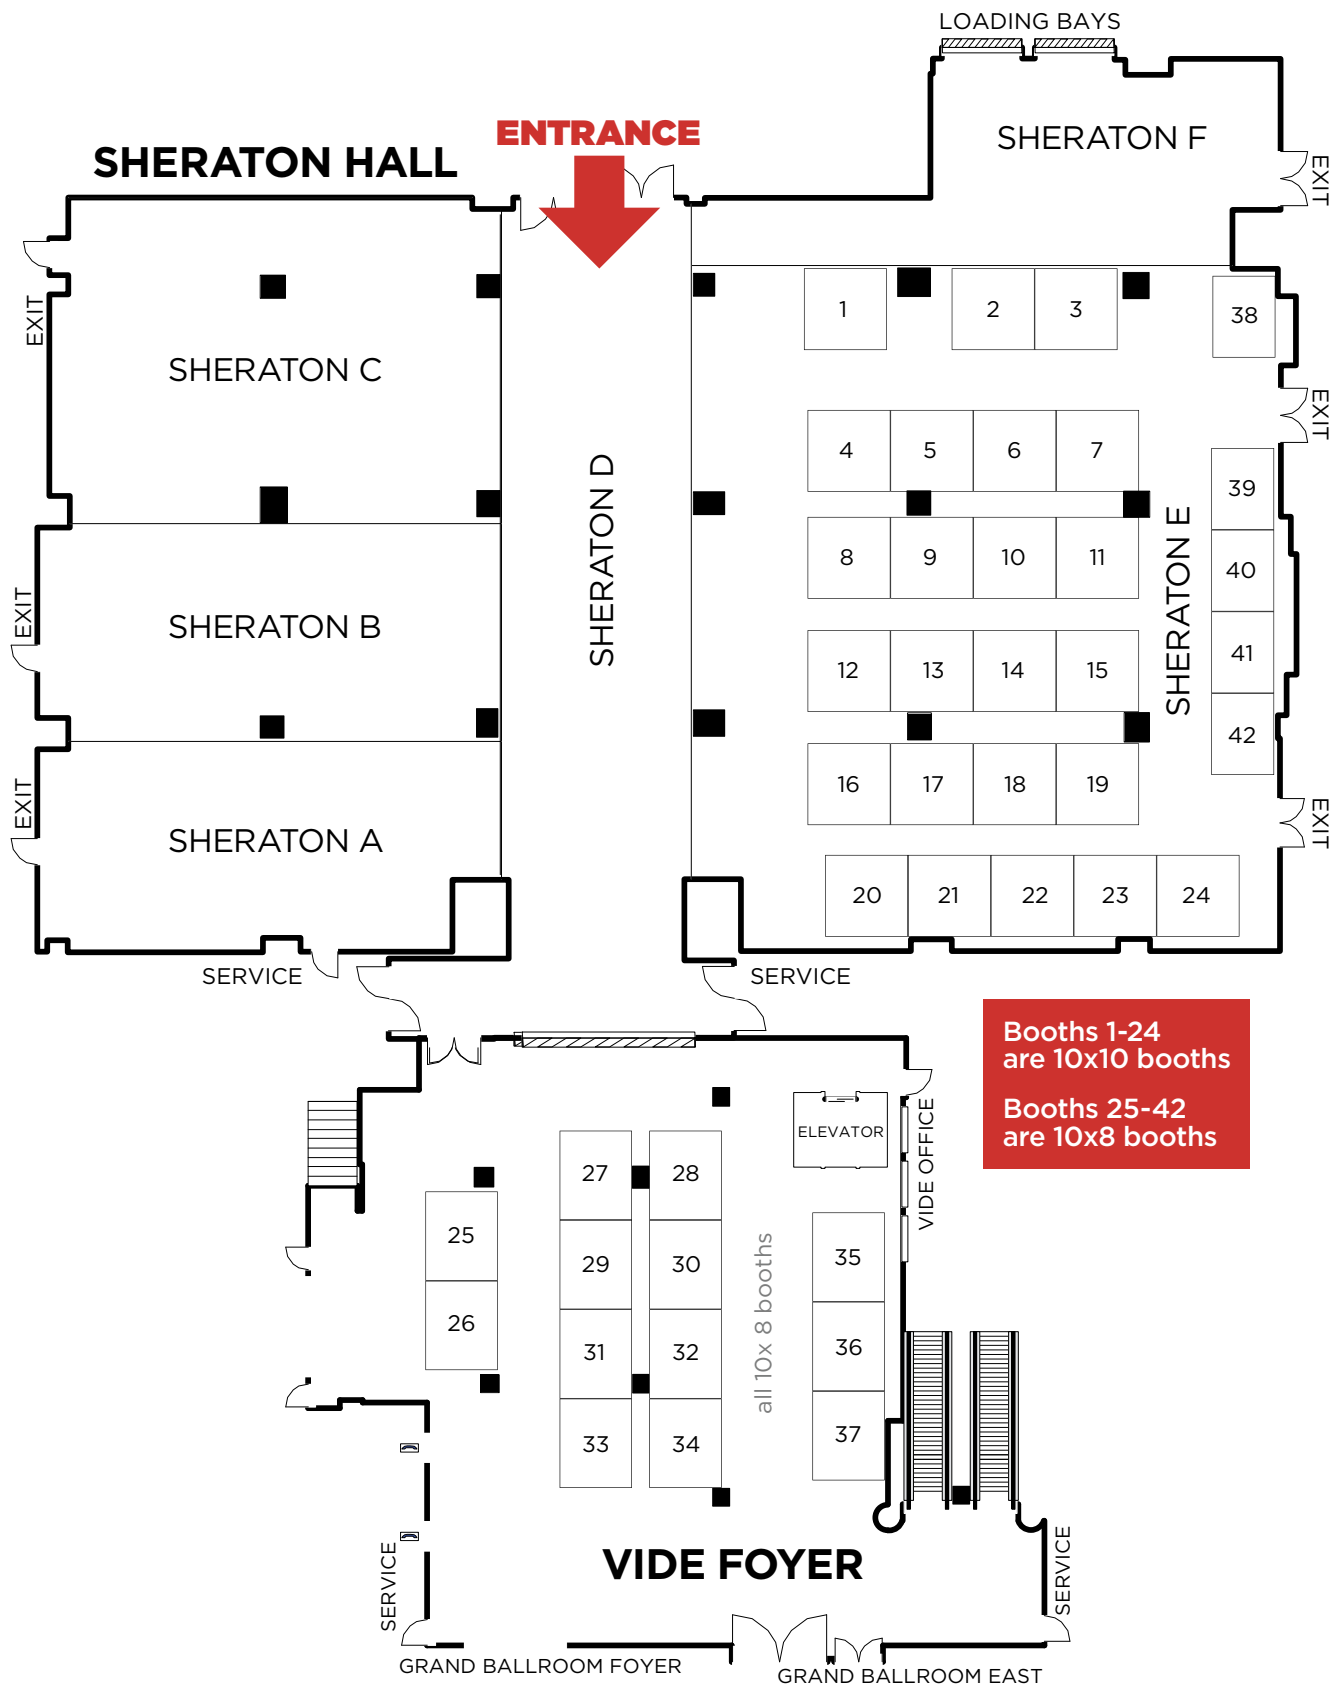 LOADING BAYS
ENTRANCE
SHERATON F
SHERATON HALL
EXIT
EXIT
1
2
3
38
SHERATON C
EXIT
4
5
6
7
39
SHERATON D
SHERATON E
8
9
10
11
40
EXIT
SHERATON B
12
13
14
15
41
42
16
17
18
19
EXIT
SHERATON A
EXIT
20
21
22
23
24
SERVICE
SERVICE
Booths 1-24
are 10x10 booths
Booths 25-42
are 10x8 booths
ELEVATOR
VIDE OFFICE
27
28
25
29
30
35
all 10x 8 booths
26
31
32
36
33
34
37
VIDE FOYER
SERVICE
SERVICE
GRAND BALLROOM FOYER
GRAND BALLROOM EAST